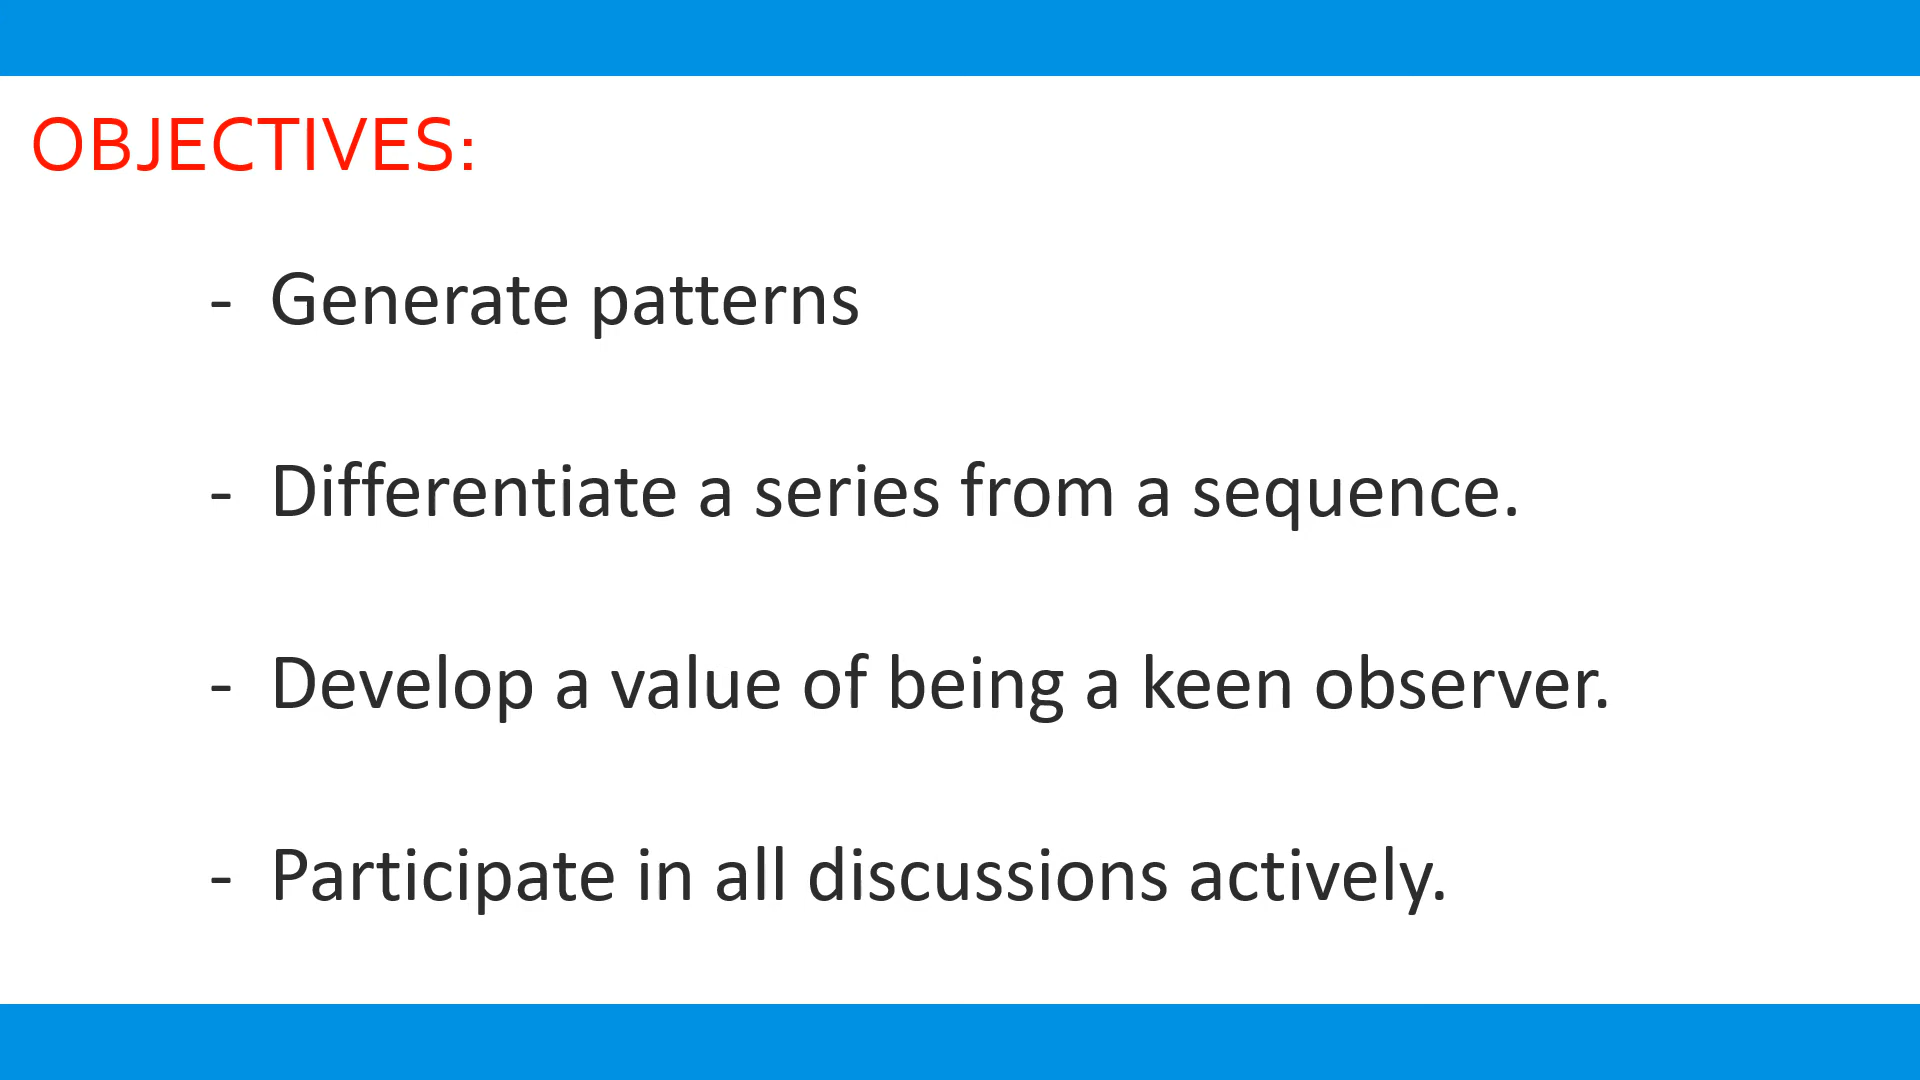 OBJECTIVES:
- Generate patterns
- Differentiate a series from a sequence.
- Develop a value of being a keen observer.
- Participate in all discussions actively.